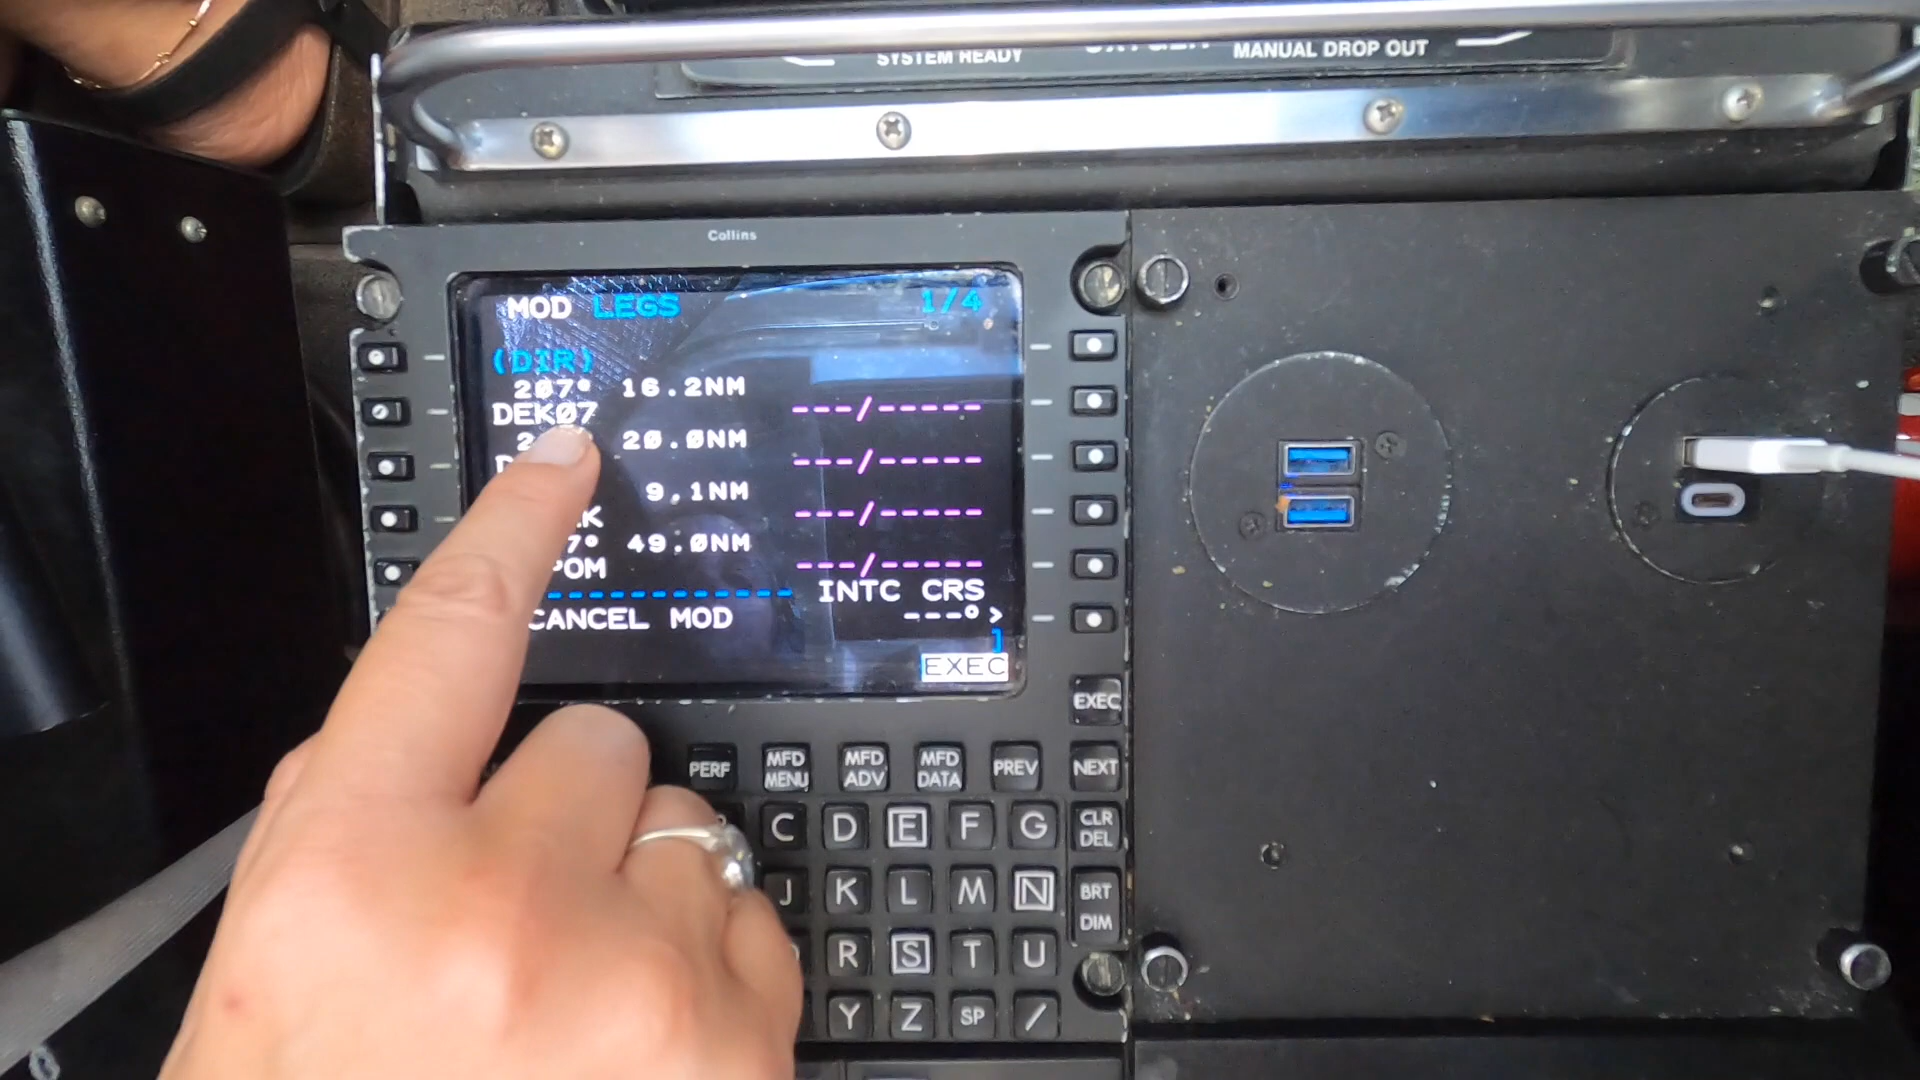 SYSTEM READY
MANUAL DROP OUT
Collins
MOD LEGS 1/4
(DIR)
207° 16.2NM
DEK07 ---/-----
20.0NM
---/-----
9.1NM
---/-----
49.0NM
---/-----
INTC CRS
CANCEL MOD ---°>
]
EXEC
EXEC
PERF MFD MENU MFD ADV MFD DATA PREV NEXT
C D E F G CLR DEL
J K L M N BRT DIM
R S T U
Y Z SP /